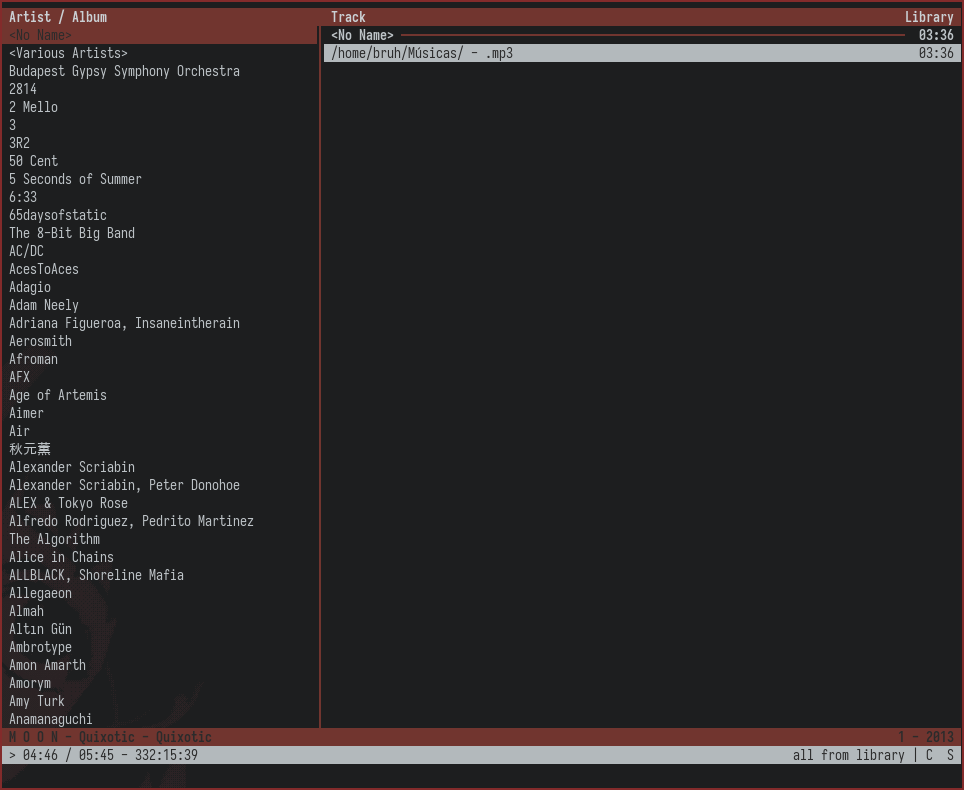 Artist / Album Track Library
<No Name> <No Name> 03:36
<Various Artists> /home/bruh/Músicas/ - .mp3 03:36
Budapest Gypsy Symphony Orchestra
2814
2 Mello
3
3R2
50 Cent
5 Seconds of Summer
6:33
65daysofstatic
The 8-Bit Big Band
AC/DC
AcesToAces
Adagio
Adam Neely
Adriana Figueroa, Insaneintherain
Aerosmith
Afroman
AFX
Age of Artemis
Aimer
Air
秋元薫
Alexander Scriabin
Alexander Scriabin, Peter Donohoe
ALEX & Tokyo Rose
Alfredo Rodriguez, Pedrito Martinez
The Algorithm
Alice in Chains
ALLBLACK, Shoreline Mafia
Allegaeon
Almah
Altın Gün
Ambrotype
Amon Amarth
Amorym
Amy Turk
Anamanaguchi
M O O N - Quixotic - Quixotic 1 - 2013
> 04:46 / 05:45 - 332:15:39 all from library | C S